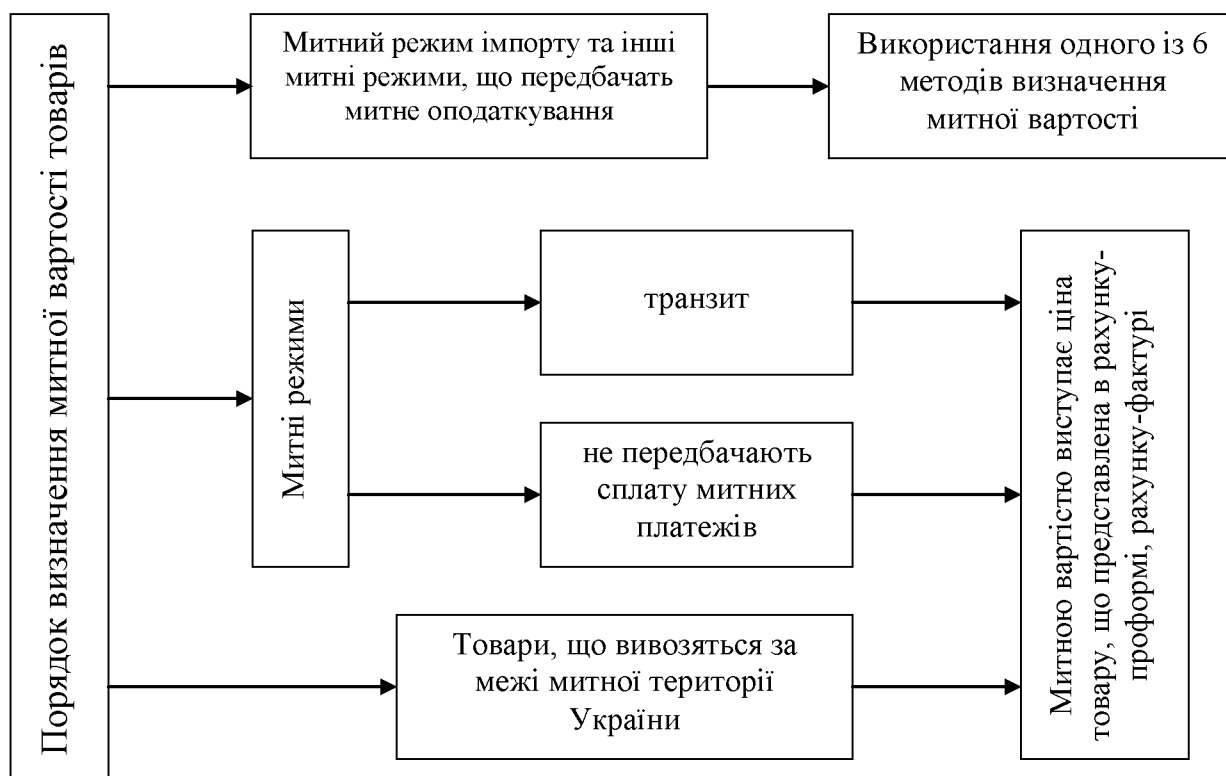 Порядок визначення митної вартості товарів
Митний режим імпорту та інші
митні режими, що передбачать
митне оподаткування
Використання одного із 6
методів визначення
митної вартості
Митні режими
транзит
не передбачають
сплату митних
платежів
Товари, що вивозяться за
межі митної території
України
Митною вартістю виступає ціна
товару, що представлена в рахунку-
проформі, рахунку-фактурі